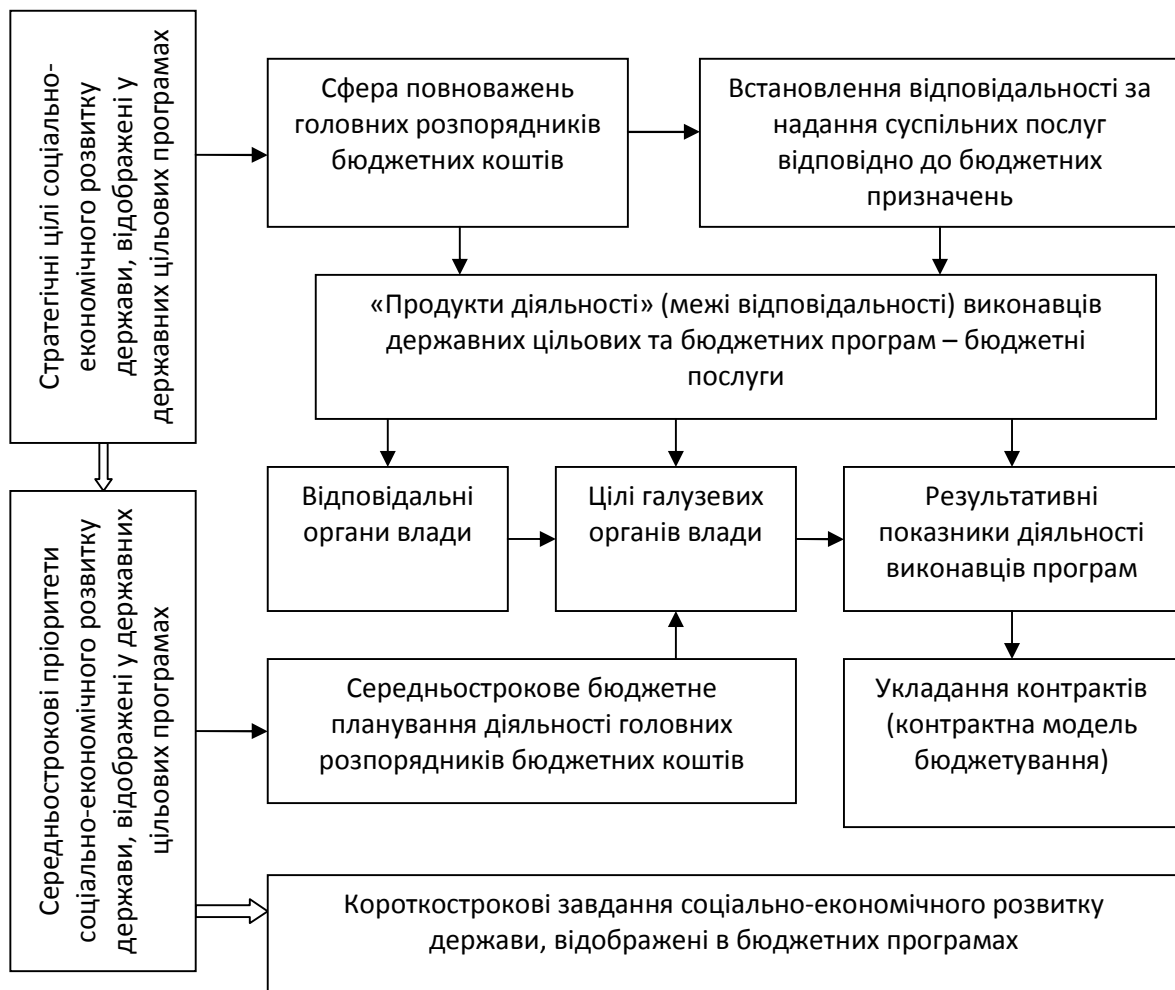 Стратегічні цілі соціально-
економічного розвитку
держави, відображені у
державних цільових програмах
Сфера повноважень
головних розпорядників
бюджетних коштів
Встановлення відповідальності за
надання суспільних послуг
відповідно до бюджетних
призначень
«Продукти діяльності» (межі відповідальності) виконавців
державних цільових та бюджетних програм – бюджетні
послуги
Відповідальні
органи влади
Цілі галузевих
органів влади
Результативні
показники діяльності
виконавців програм
Середньострокові пріоритети
соціально-економічного розвитку
держави, відображені у державних
цільових програмах
Середньострокове бюджетне
планування діяльності головних
розпорядників бюджетних коштів
Укладання контрактів
(контрактна модель
бюджетування)
Короткострокові завдання соціально-економічного розвитку
держави, відображені в бюджетних програмах